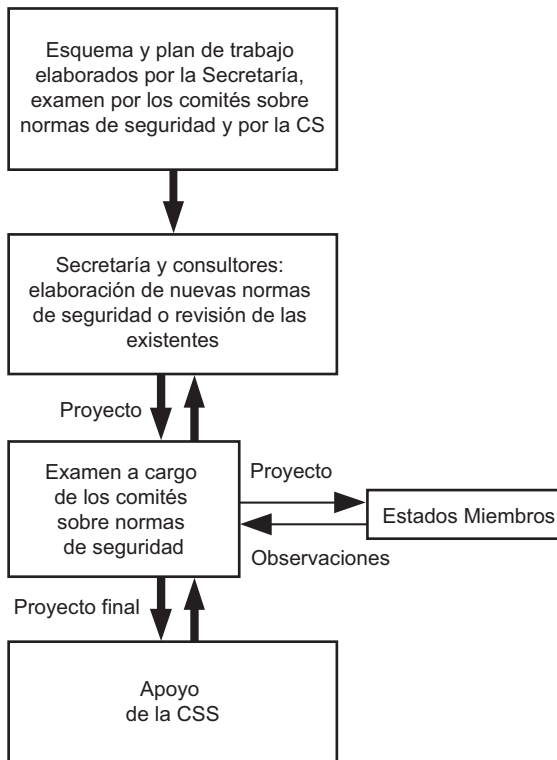 Esquema y plan de trabajo
elaborados por la Secretaría,
examen por los comités sobre
normas de seguridad y por la CS
Secretaría y consultores:
elaboración de nuevas normas
de seguridad o revisión de las
existentes
Proyecto
Examen a cargo
de los comités
sobre normas
de seguridad
Proyecto
Estados Miembros
Observaciones
Proyecto final
Apoyo
de la CSS